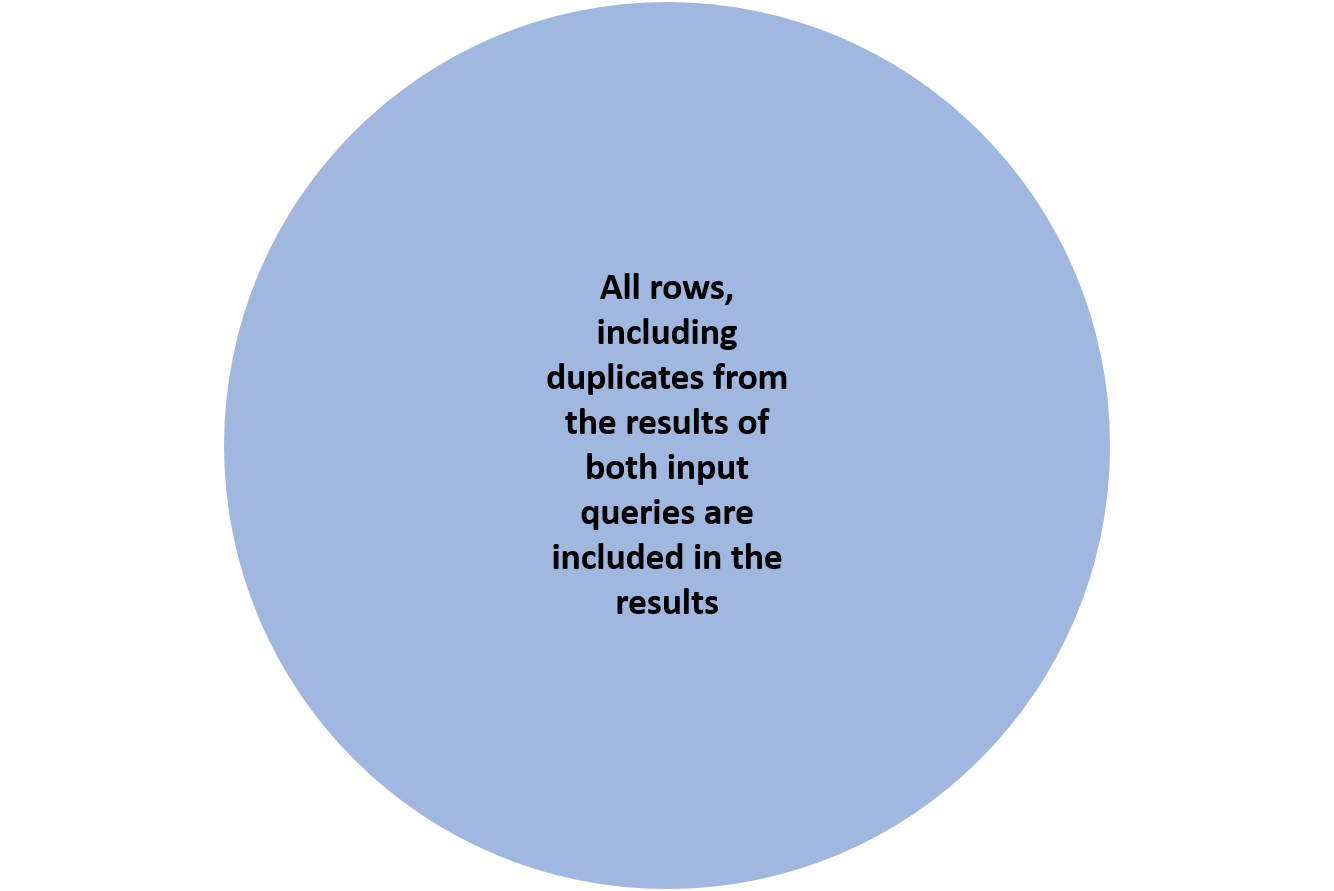 All rows,
including
duplicates from
the results of
both input
queries are
included in the
results